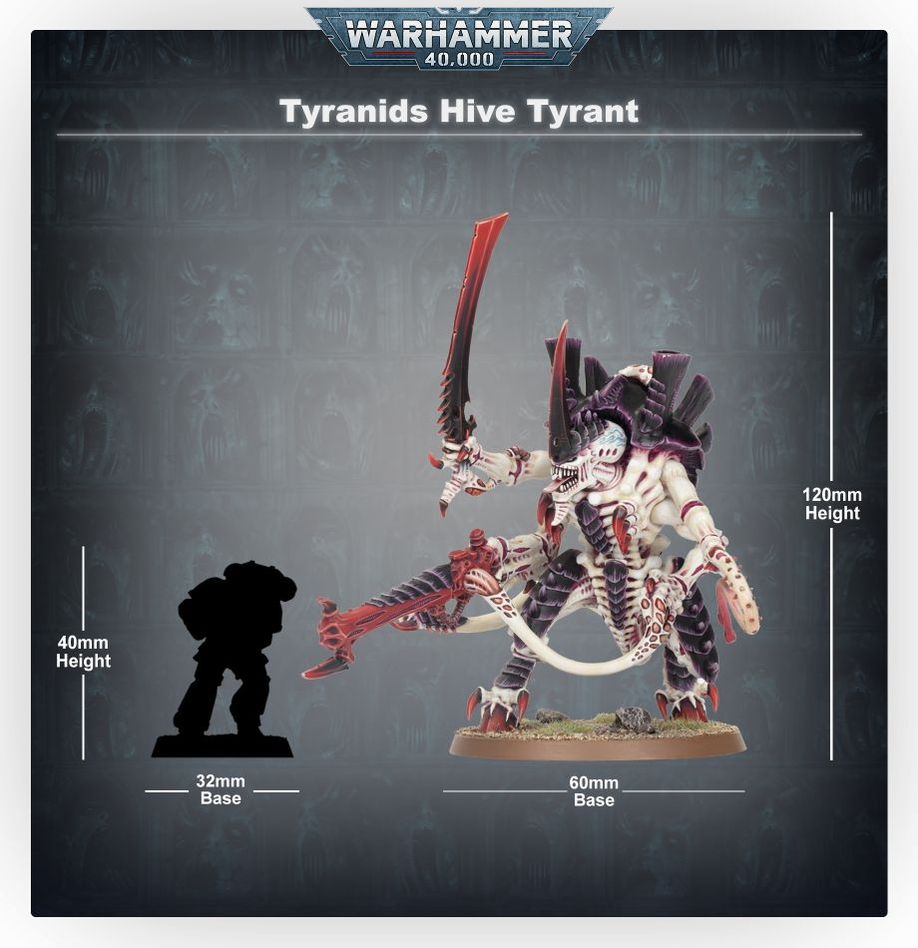 WARHAMMER
40,000
Tyranids Hive Tyrant
120mm
Height
40mm
Height
32mm
Base
60mm
Base